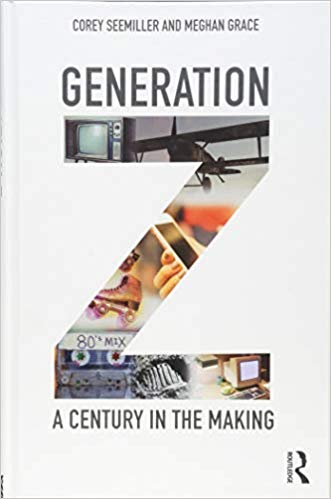 COREY SEEMILLER AND MEGHAN GRACE
GENERATION
80's MIX
A CENTURY IN THE MAKING
ROUTLEDGE